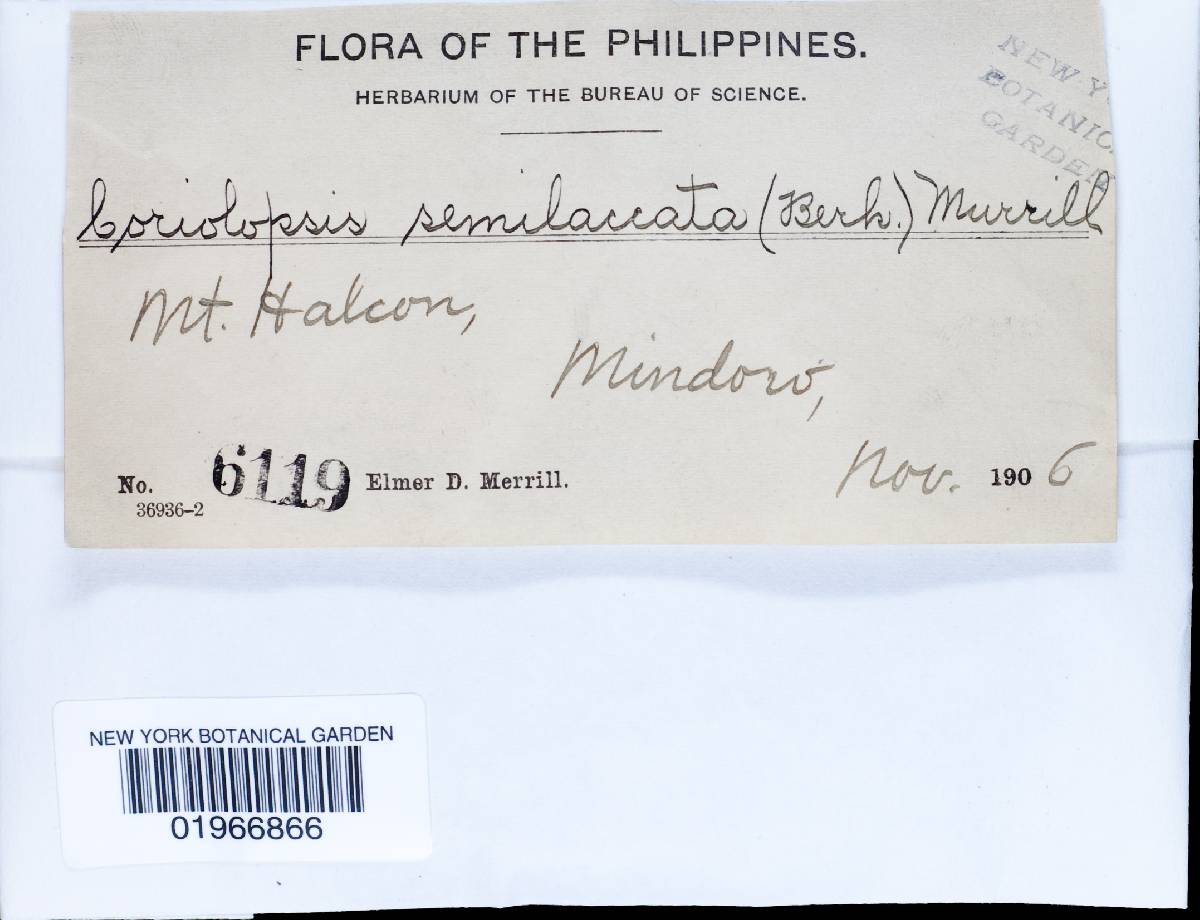 FLORA OF THE PHILIPPINES.
HERBARIUM OF THE BUREAU OF SCIENCE.
NEW Y
BOTANIC
GARDEN
Coriolopsis semilaccata (Berk.) Murrill
Mt. Halcon,
Mindoro,
Nov. 1906
No. 6119 Elmer D. Merrill.
36936-2
NEW YORK BOTANICAL GARDEN
01966866